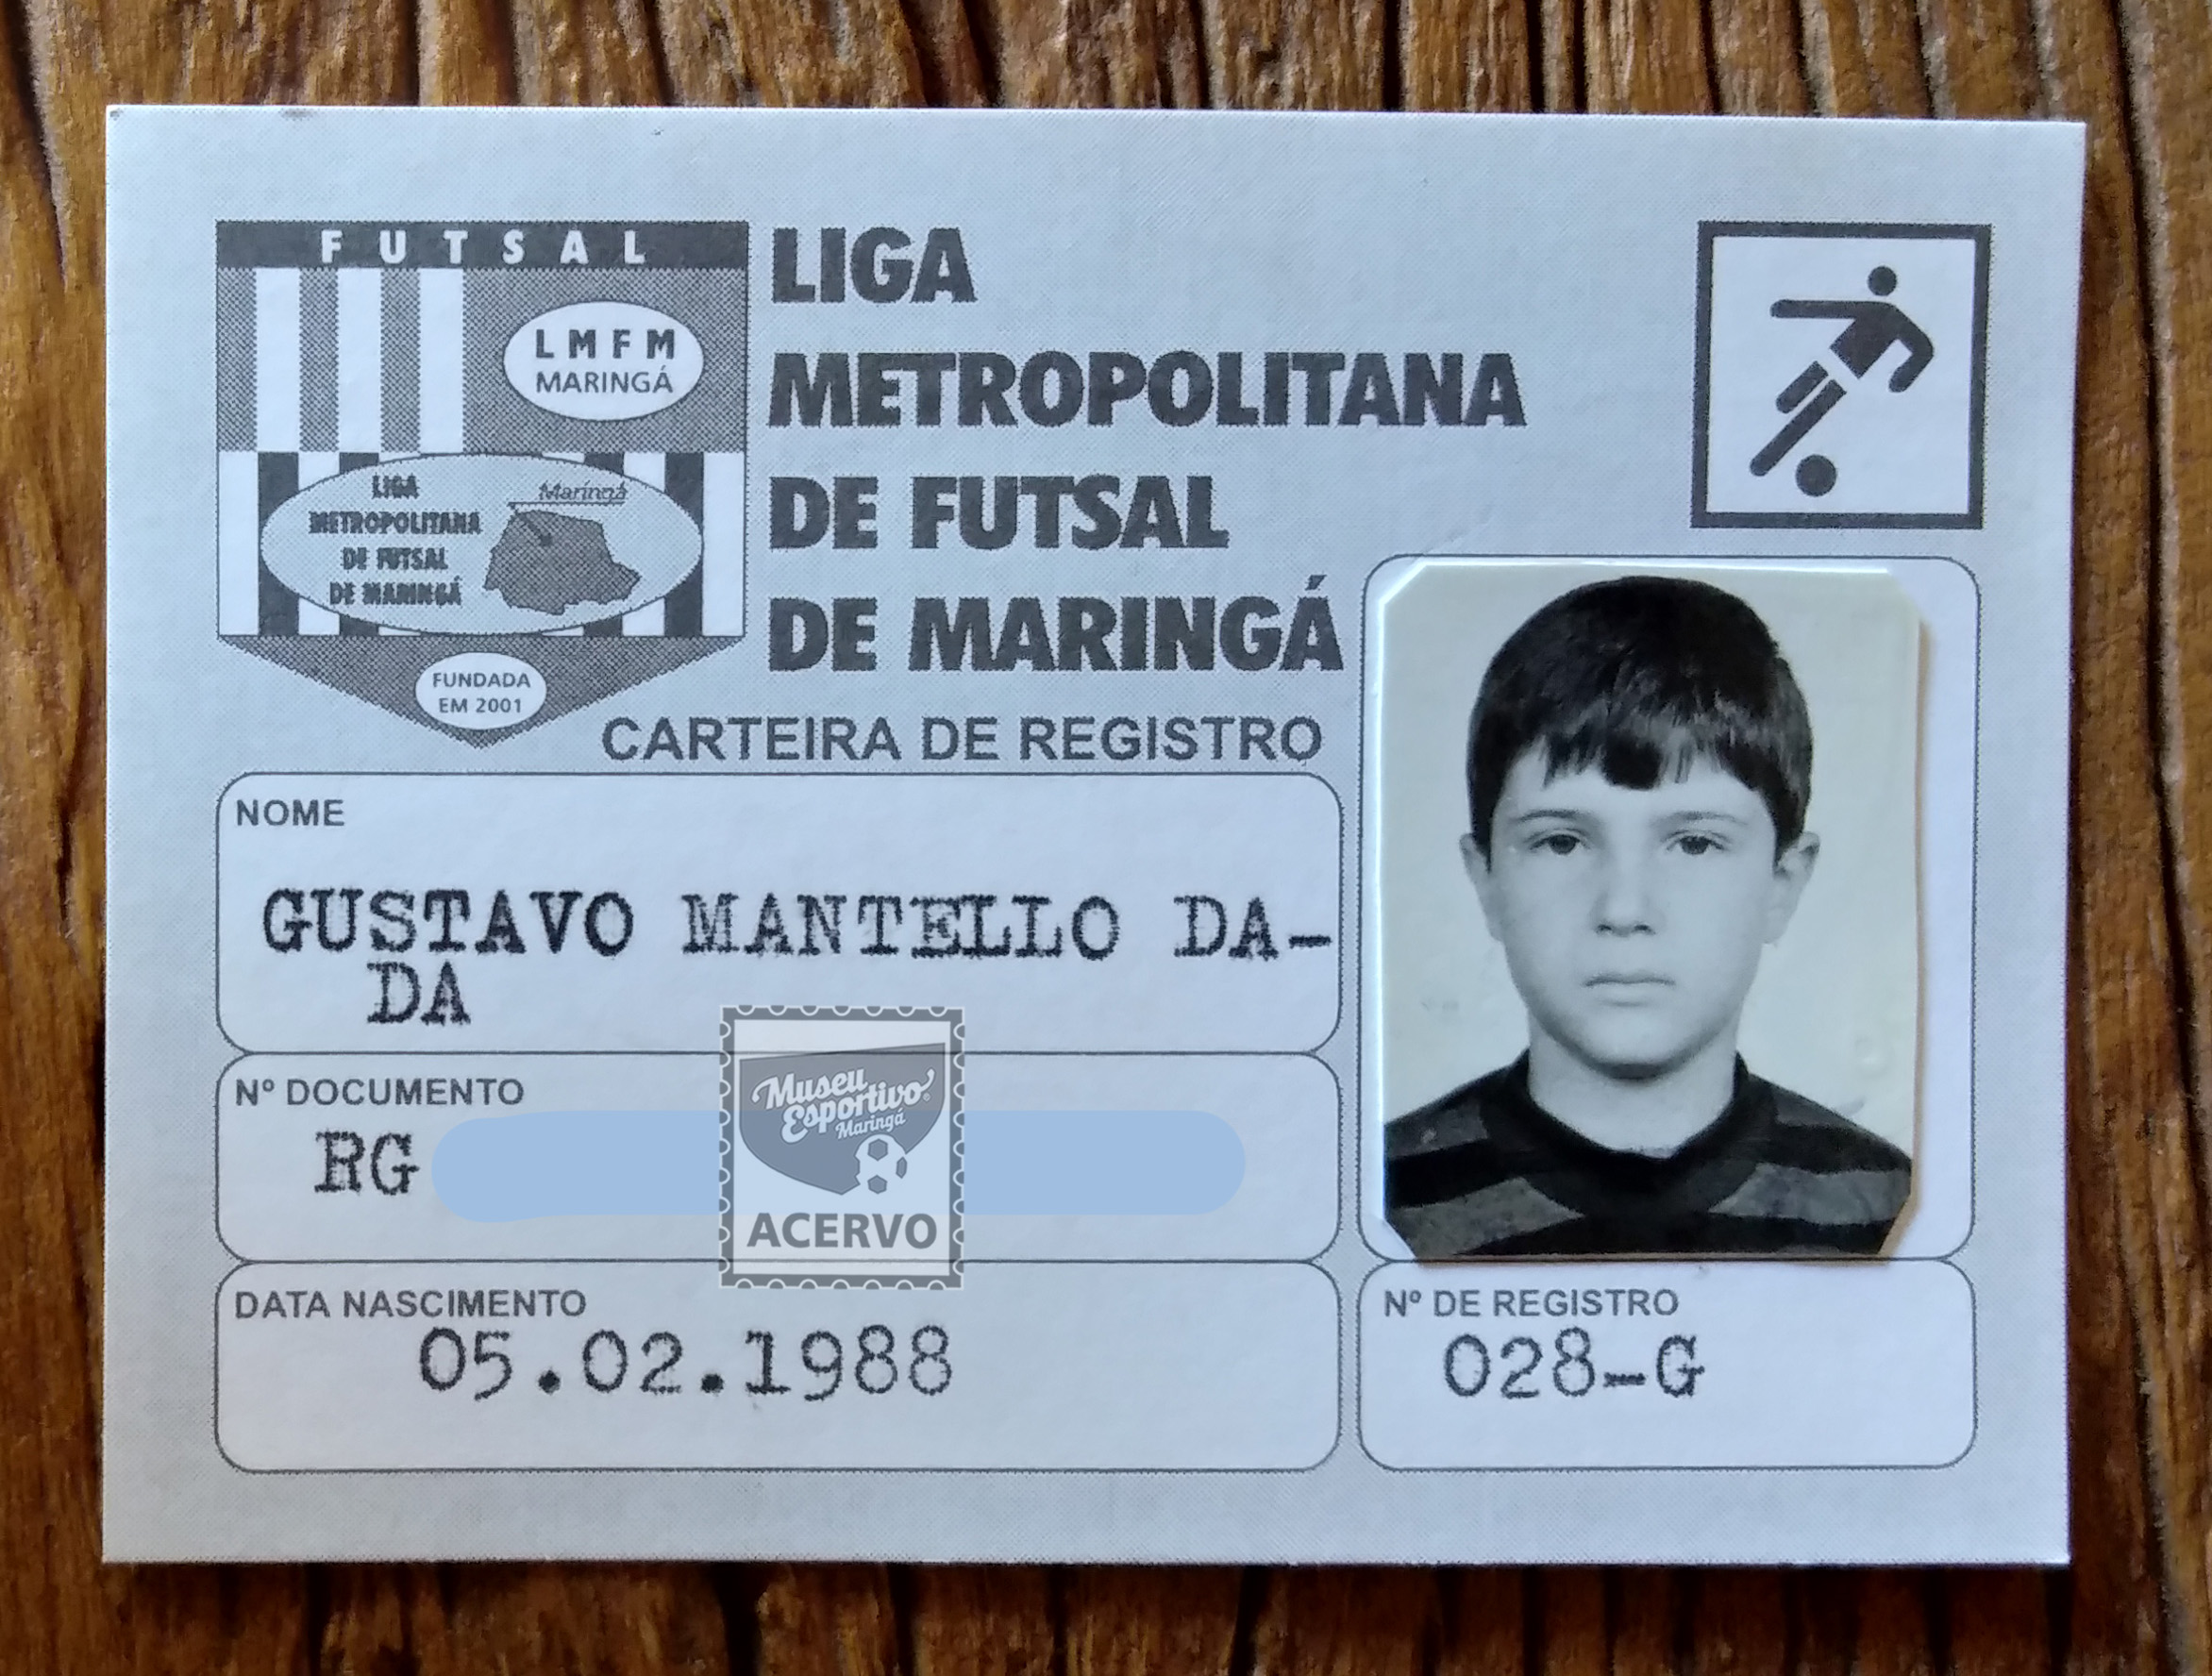 FUTSAL
LMFM
MARINGÁ
LIGA
METROPOLITANA
DE FUTSAL
DE MARINGÁ
Maringá
FUNDADA
EM 2001
LIGA
METROPOLITANA
DE FUTSAL
DE MARINGÁ
CARTEIRA DE REGISTRO
NOME
GUSTAVO MANTELLO DA-
DA
Nº DOCUMENTO
RG
Museu
Esportivo
Maringá
ACERVO
DATA NASCIMENTO
05.02.1988
Nº DE REGISTRO
028-G